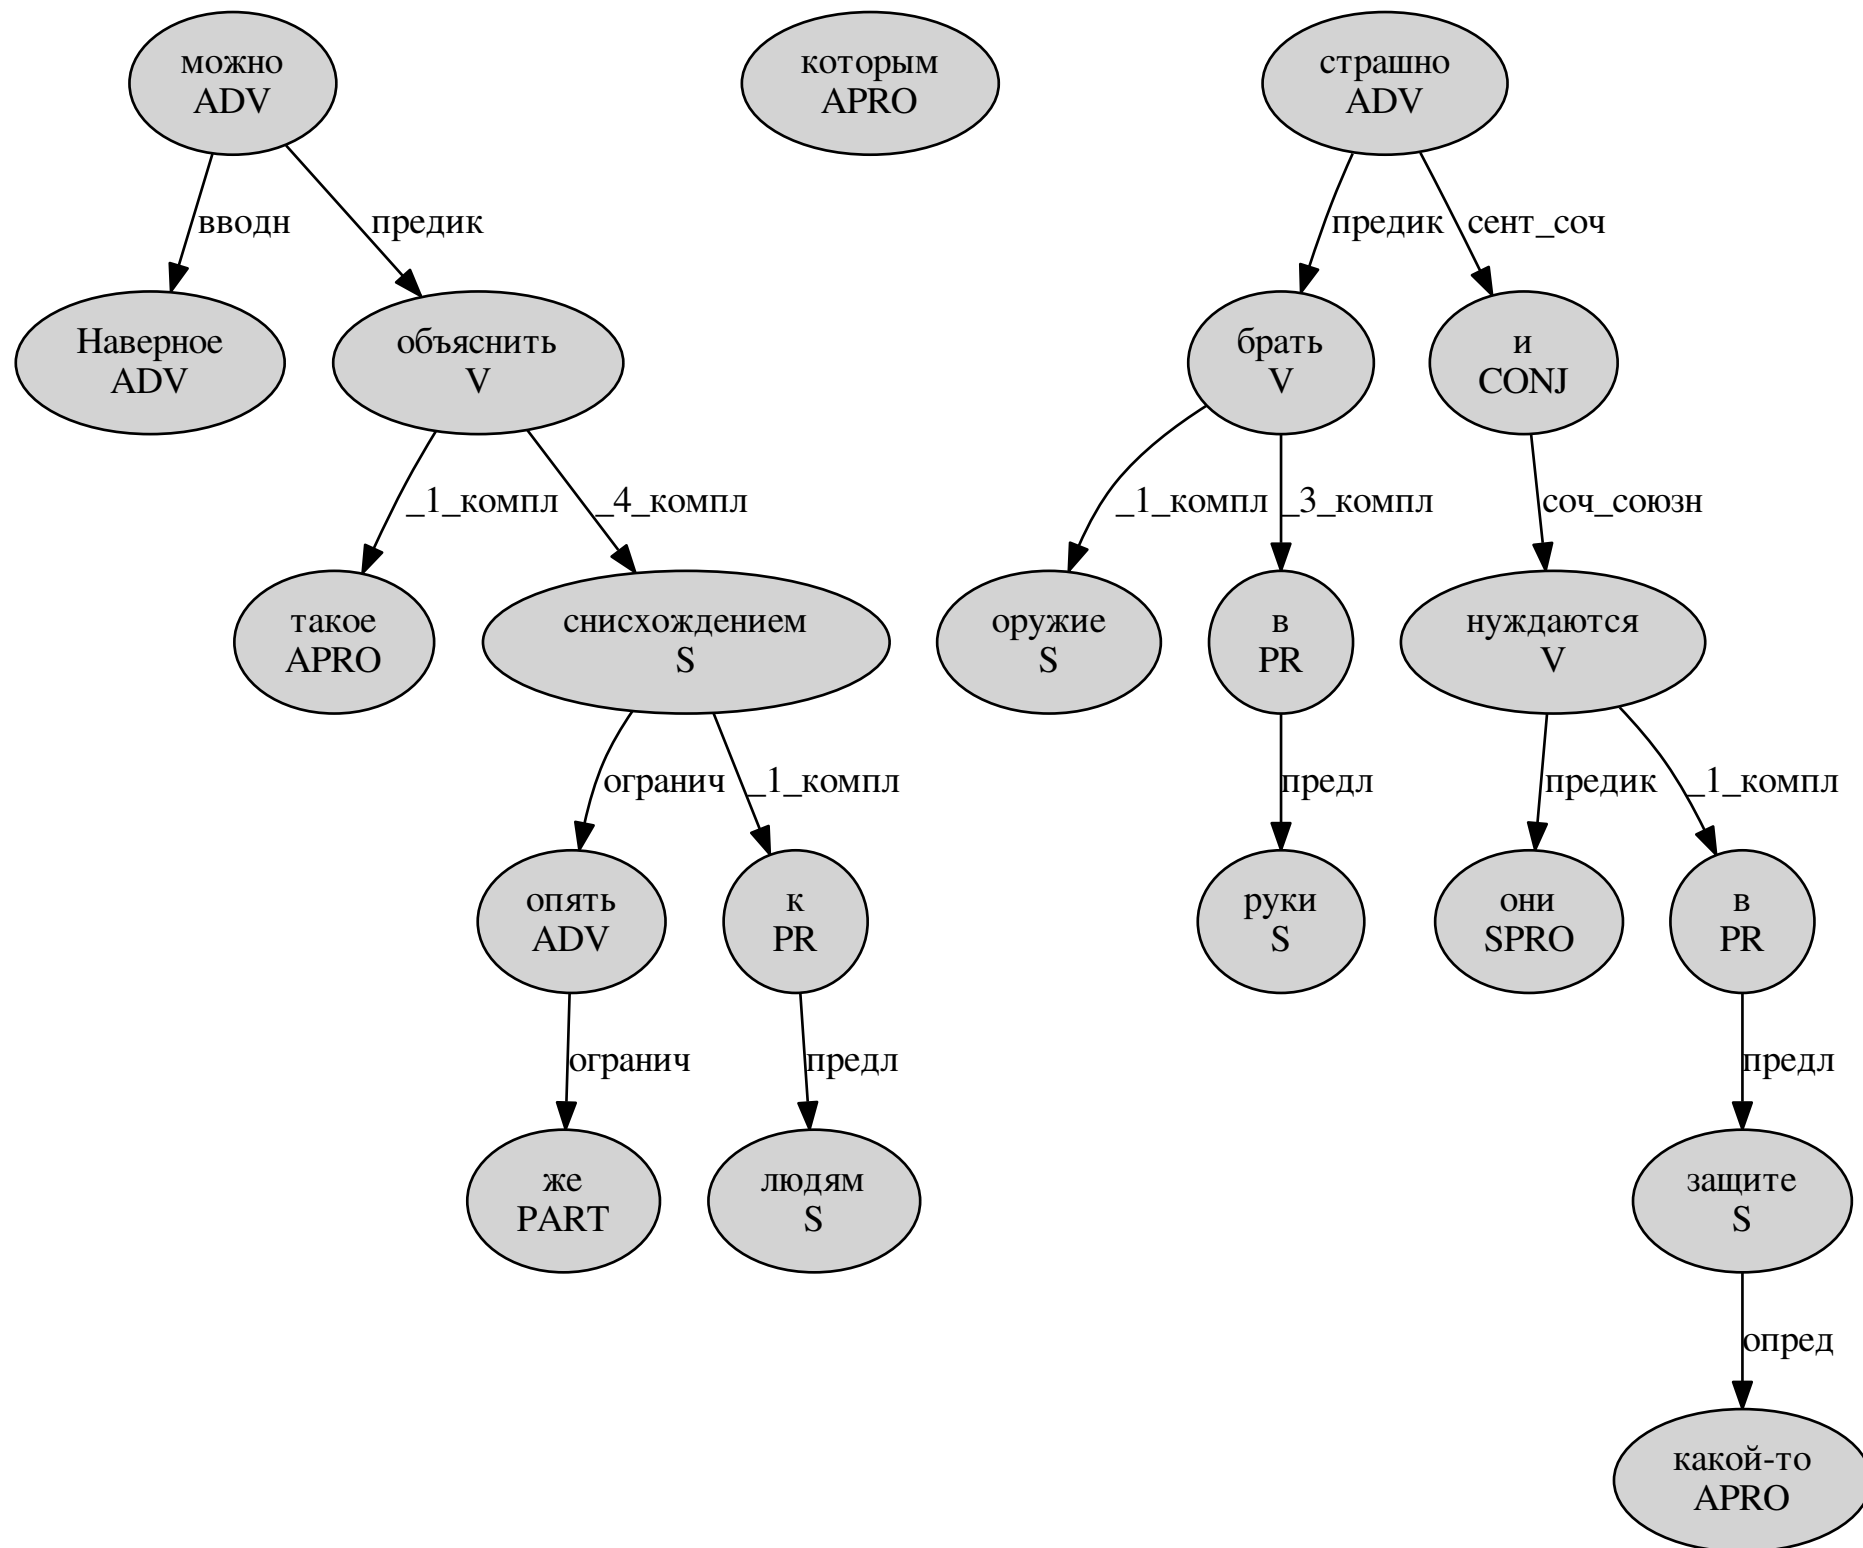 можно
ADV
которым
APRO
страшно
ADV
вводн
предик
предик
сент_соч
Наверное
ADV
объяснить
V
брать
V
и
CONJ
_1_компл
_4_компл
_1_компл
_3_компл
соч_союзн
такое
APRO
снисхождением
S
оружие
S
в
PR
нуждаются
V
огранич
_1_компл
предл
предик
_1_компл
опять
ADV
к
PR
руки
S
они
SPRO
в
PR
огранич
предл
предл
же
PART
людям
S
защите
S
опред
какой-то
APRO